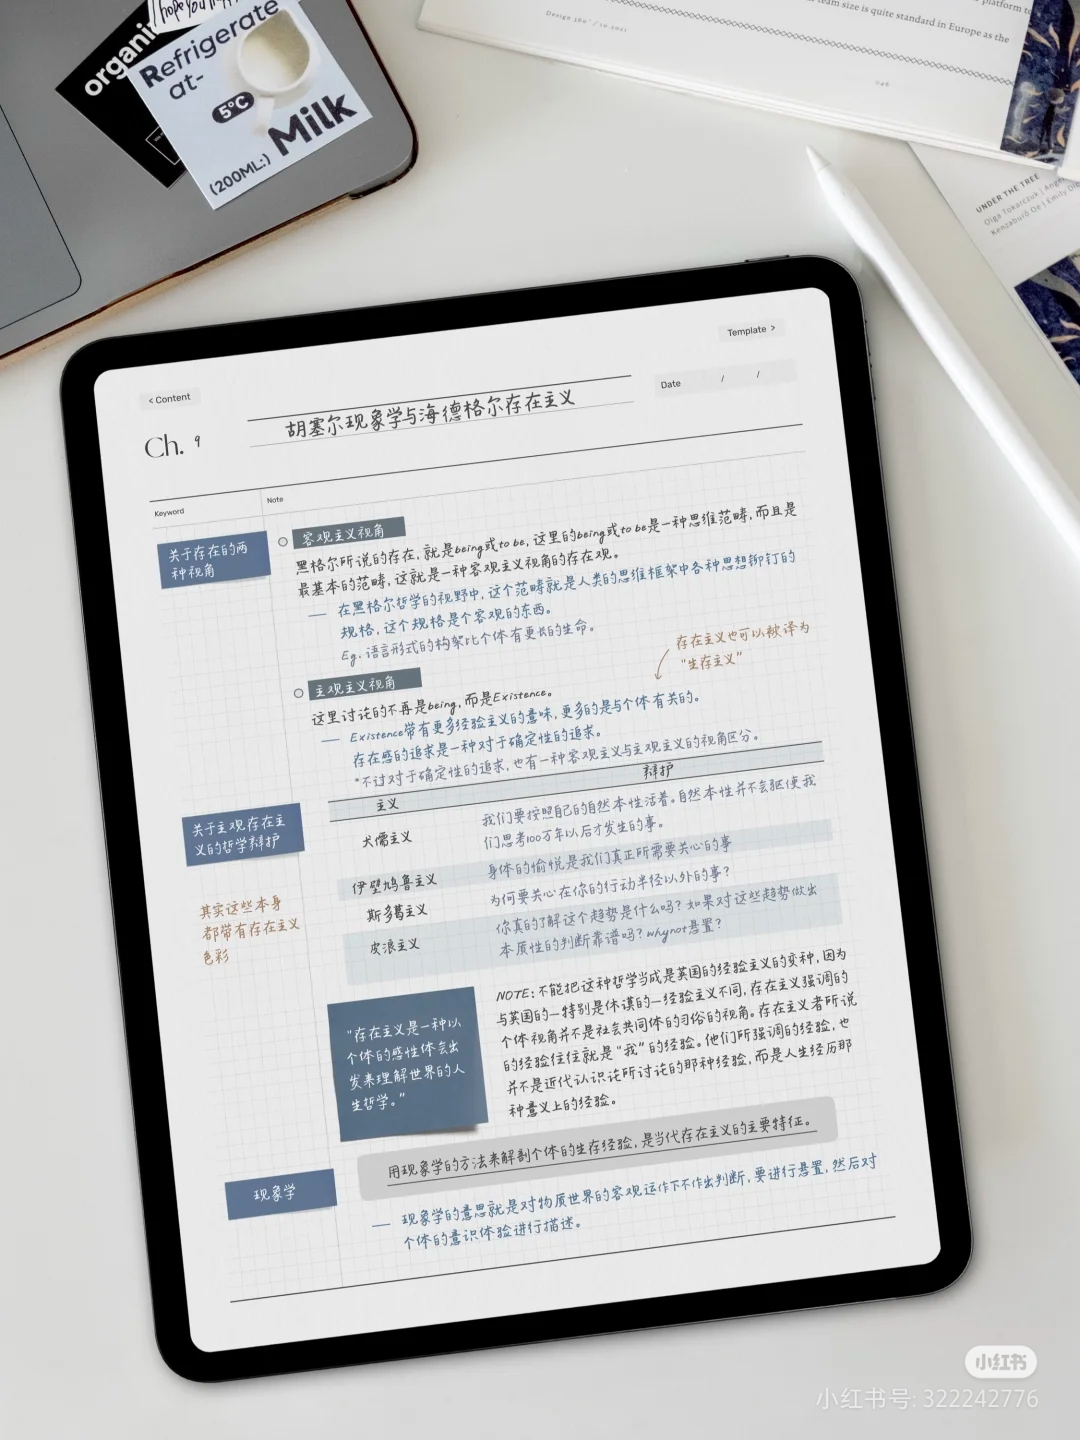 hope you h
organi
Refrigerate
at-
5°C
Milk
(200ML:)
Design 360° / 10.2021
team size is quite standard in Europe as the
platform to
048
UNDER THE TREE
Olga Tokarczuk | Ange
Kenzaburō Ōe | Emily Di
< Content
Template >
Ch. 9
胡塞尔现象学与海德格尔存在主义
Date / /
Keyword
Note
关于存在的两
种视角
客观主义视角
黑格尔所说的存在,就是being或to be,这里的being或to be是一种思维范畴,而且是
最基本的范畴,这就是一种客观主义视角的存在观。
— 在黑格尔哲学的视野中,这个范畴就是人类的思维框架中各种思想铆钉的
规格,这个规格是个客观的东西。
Eg. 语言形式的构架比个体有更长的生命。
存在主义也可以被译为
“生存主义”
主观主义视角
这里讨论的不再是being,而是Existence。
— Existence带有更多经验主义的意味,更多的是与个体有关的。
存在感的追求是一种对于确定性的追求。
*不过对于确定性的追求,也有一种客观主义与主观主义的视角区分。
关于主观存在主
义的哲学辩护
其实这些本身
都带有存在主义
色彩
主义 辩护
犬儒主义 我们要按照自己的自然本性活着。自然本性并不会驱使我
们思考100万年以后才发生的事。
伊壁鸠鲁主义 身体的愉悦是我们真正所需要关心的事
斯多葛主义 为何要关心在你的行动半径以外的事?
皮浪主义 你真的了解这个趋势是什么吗?如果对这些趋势做出
本质性的判断靠谱吗?why not悬置?
“存在主义是一种以
个体的感性体会出
发来理解世界的人
生哲学。”
NOTE:不能把这种哲学当成是英国的经验主义的变种,因为
与英国的—特别是休谟的—经验主义不同,存在主义强调的
个体视角并不是社会共同体的习俗的视角。存在主义者所说
的经验往往就是“我”的经验。他们所强调的经验,也
并不是近代认识论所讨论的那种经验,而是人生经历那
种意义上的经验。
用现象学的方法来解剖个体的生存经验,是当代存在主义的主要特征。
现象学
— 现象学的意思就是对物质世界的客观运作下不作出判断,要进行悬置,然后对
个体的意识体验进行描述。
小红书
小红书号: 322242776